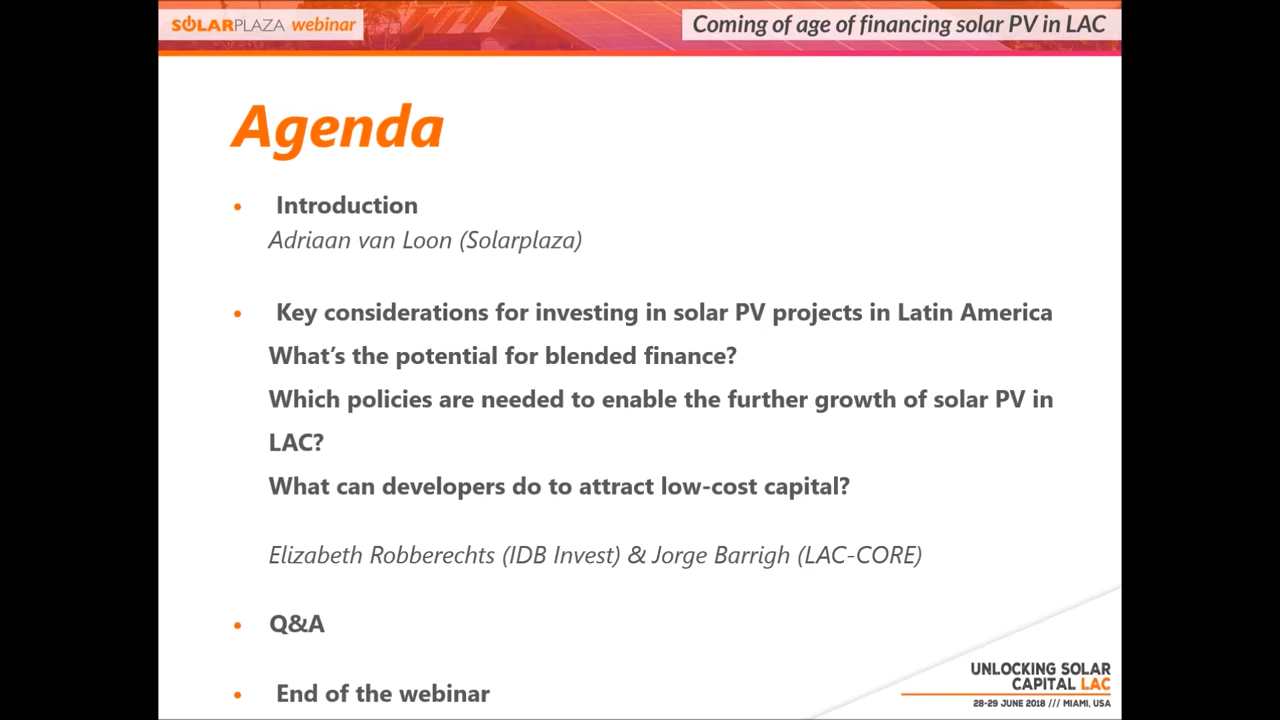 SOLARPLAZA webinar
Coming of age of financing solar PV in LAC
Agenda
• Introduction
Adriaan van Loon (Solarplaza)
• Key considerations for investing in solar PV projects in Latin America
What’s the potential for blended finance?
Which policies are needed to enable the further growth of solar PV in
LAC?
What can developers do to attract low-cost capital?
Elizabeth Robberechts (IDB Invest) & Jorge Barrigh (LAC-CORE)
• Q&A
• End of the webinar
UNLOCKING SOLAR
CAPITAL LAC
28-29 JUNE 2018 /// MIAMI, USA